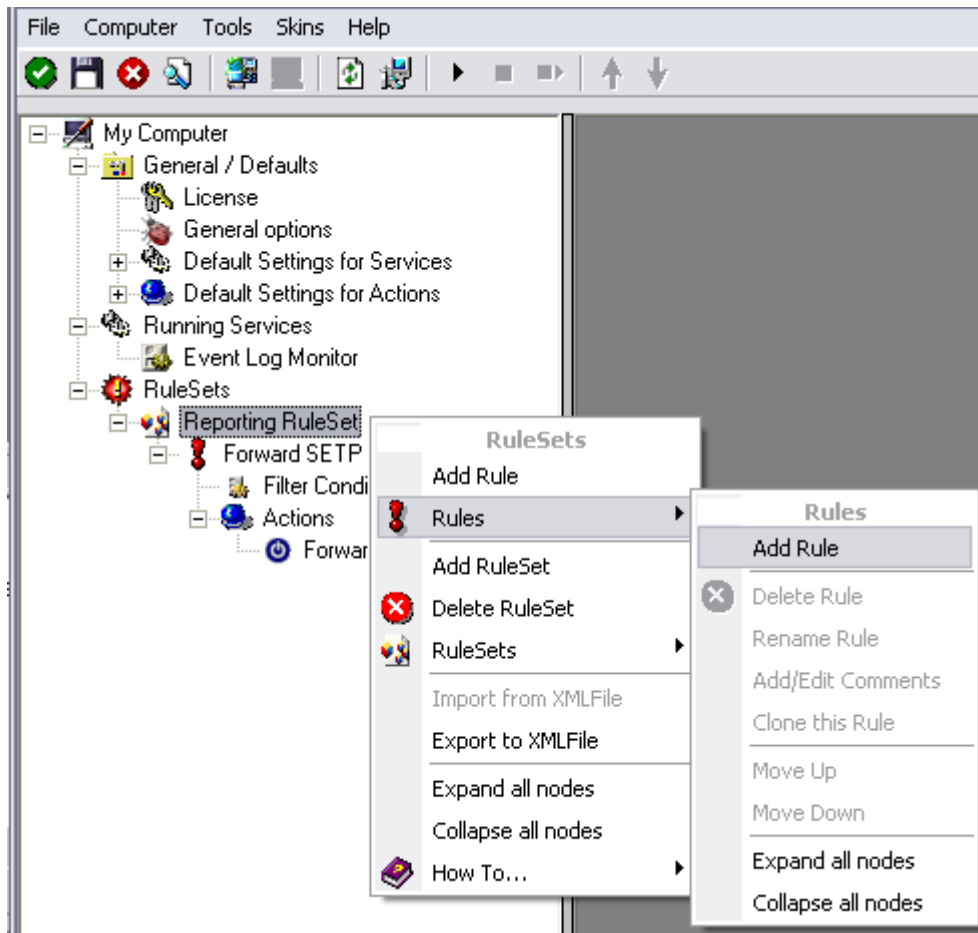 File Computer Tools Skins Help
My Computer
General / Defaults
License
General options
Default Settings for Services
Default Settings for Actions
Running Services
Event Log Monitor
RuleSets
Reporting RuleSet
Forward SETP
Filter Condi
Actions
Forwar
RuleSets
Add Rule
Rules
Add RuleSet
Delete RuleSet
RuleSets
Import from XMLFile
Export to XMLFile
Expand all nodes
Collapse all nodes
How To...
Rules
Add Rule
Delete Rule
Rename Rule
Add/Edit Comments
Clone this Rule
Move Up
Move Down
Expand all nodes
Collapse all nodes